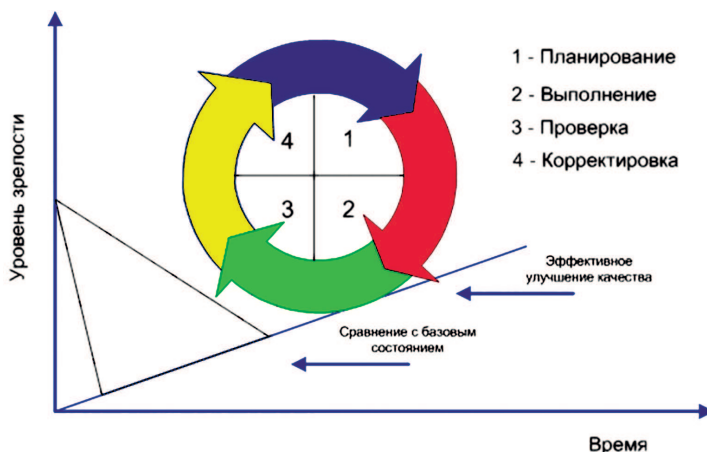 1 - Планирование
2 - Выполнение
3 - Проверка
4 - Корректировка
4
1
3
2
Уровень зрелости
Эффективное
улучшение качества
Сравнение с базовым
состоянием
Время